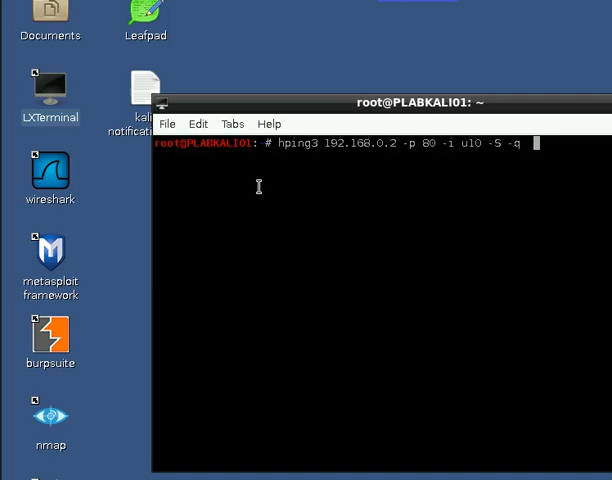 Documents
Leafpad
LXTerminal
kali
notificati
root@PLABKALI01: ~
File Edit Tabs Help
root@PLABKALI01: # hping3 192.168.0.2 -p 80 -i u10 -S -q
wireshark
metasploit
framework
burpsuite
nmap